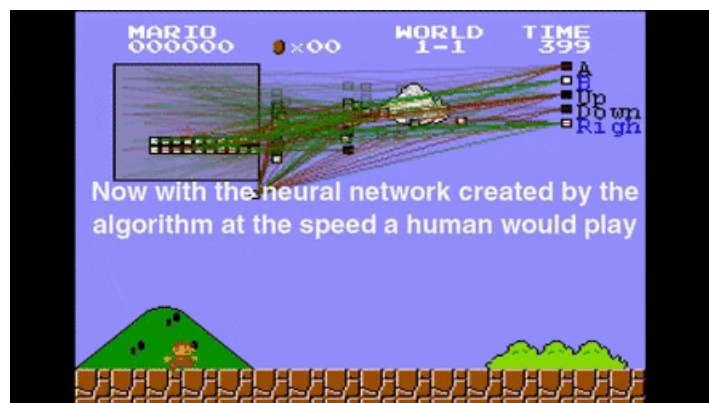 MARIO WORLD TIME
000000 ×00 1-1 399
A
B
Up
Down
Righ
Now with the neural network created by the
algorithm at the speed a human would play